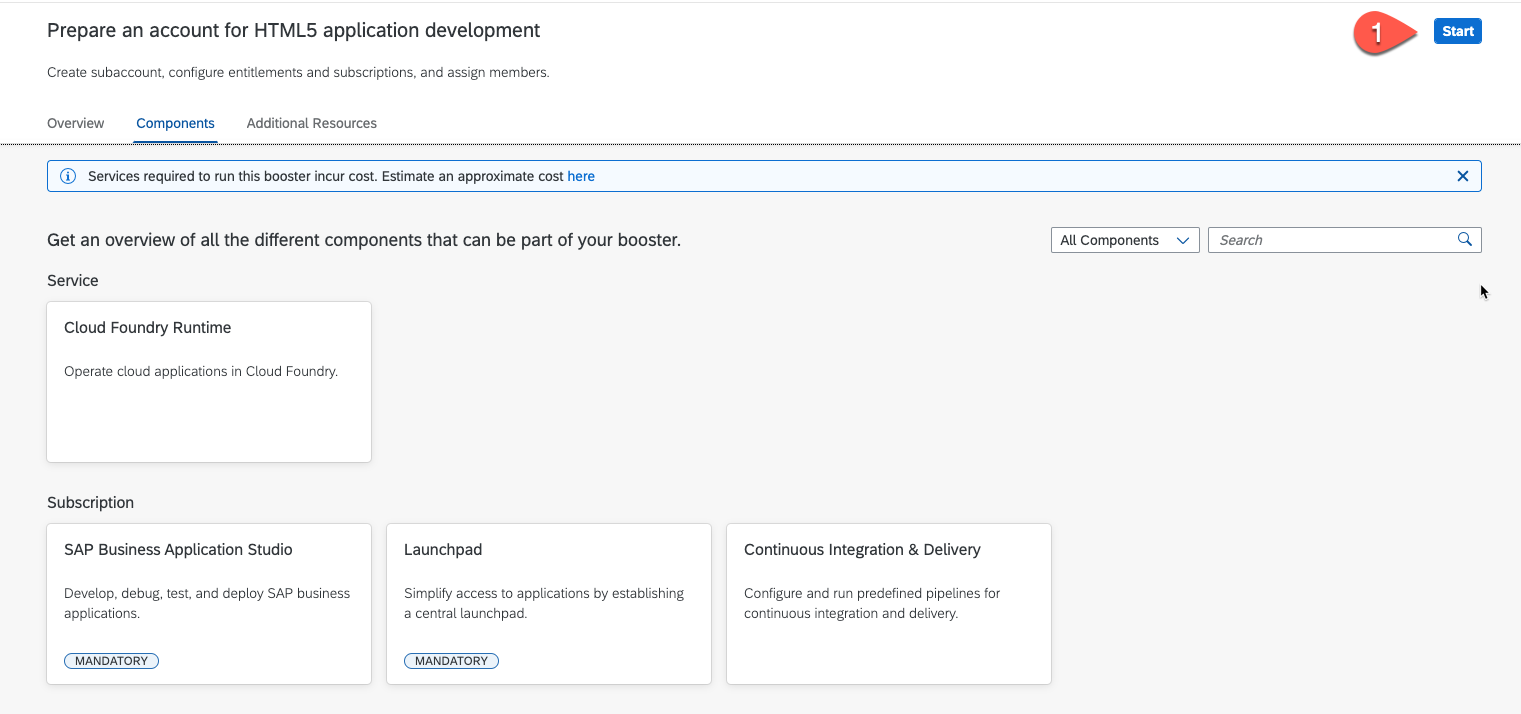 Prepare an account for HTML5 application development
1
Start
Create subaccount, configure entitlements and subscriptions, and assign members.
Overview
Components
Additional Resources
Services required to run this booster incur cost. Estimate an approximate cost here
Get an overview of all the different components that can be part of your booster.
All Components
Search
Service
Cloud Foundry Runtime
Operate cloud applications in Cloud Foundry.
Subscription
SAP Business Application Studio
Develop, debug, test, and deploy SAP business
applications.
MANDATORY
Launchpad
Simplify access to applications by establishing
a central launchpad.
MANDATORY
Continuous Integration & Delivery
Configure and run predefined pipelines for
continuous integration and delivery.